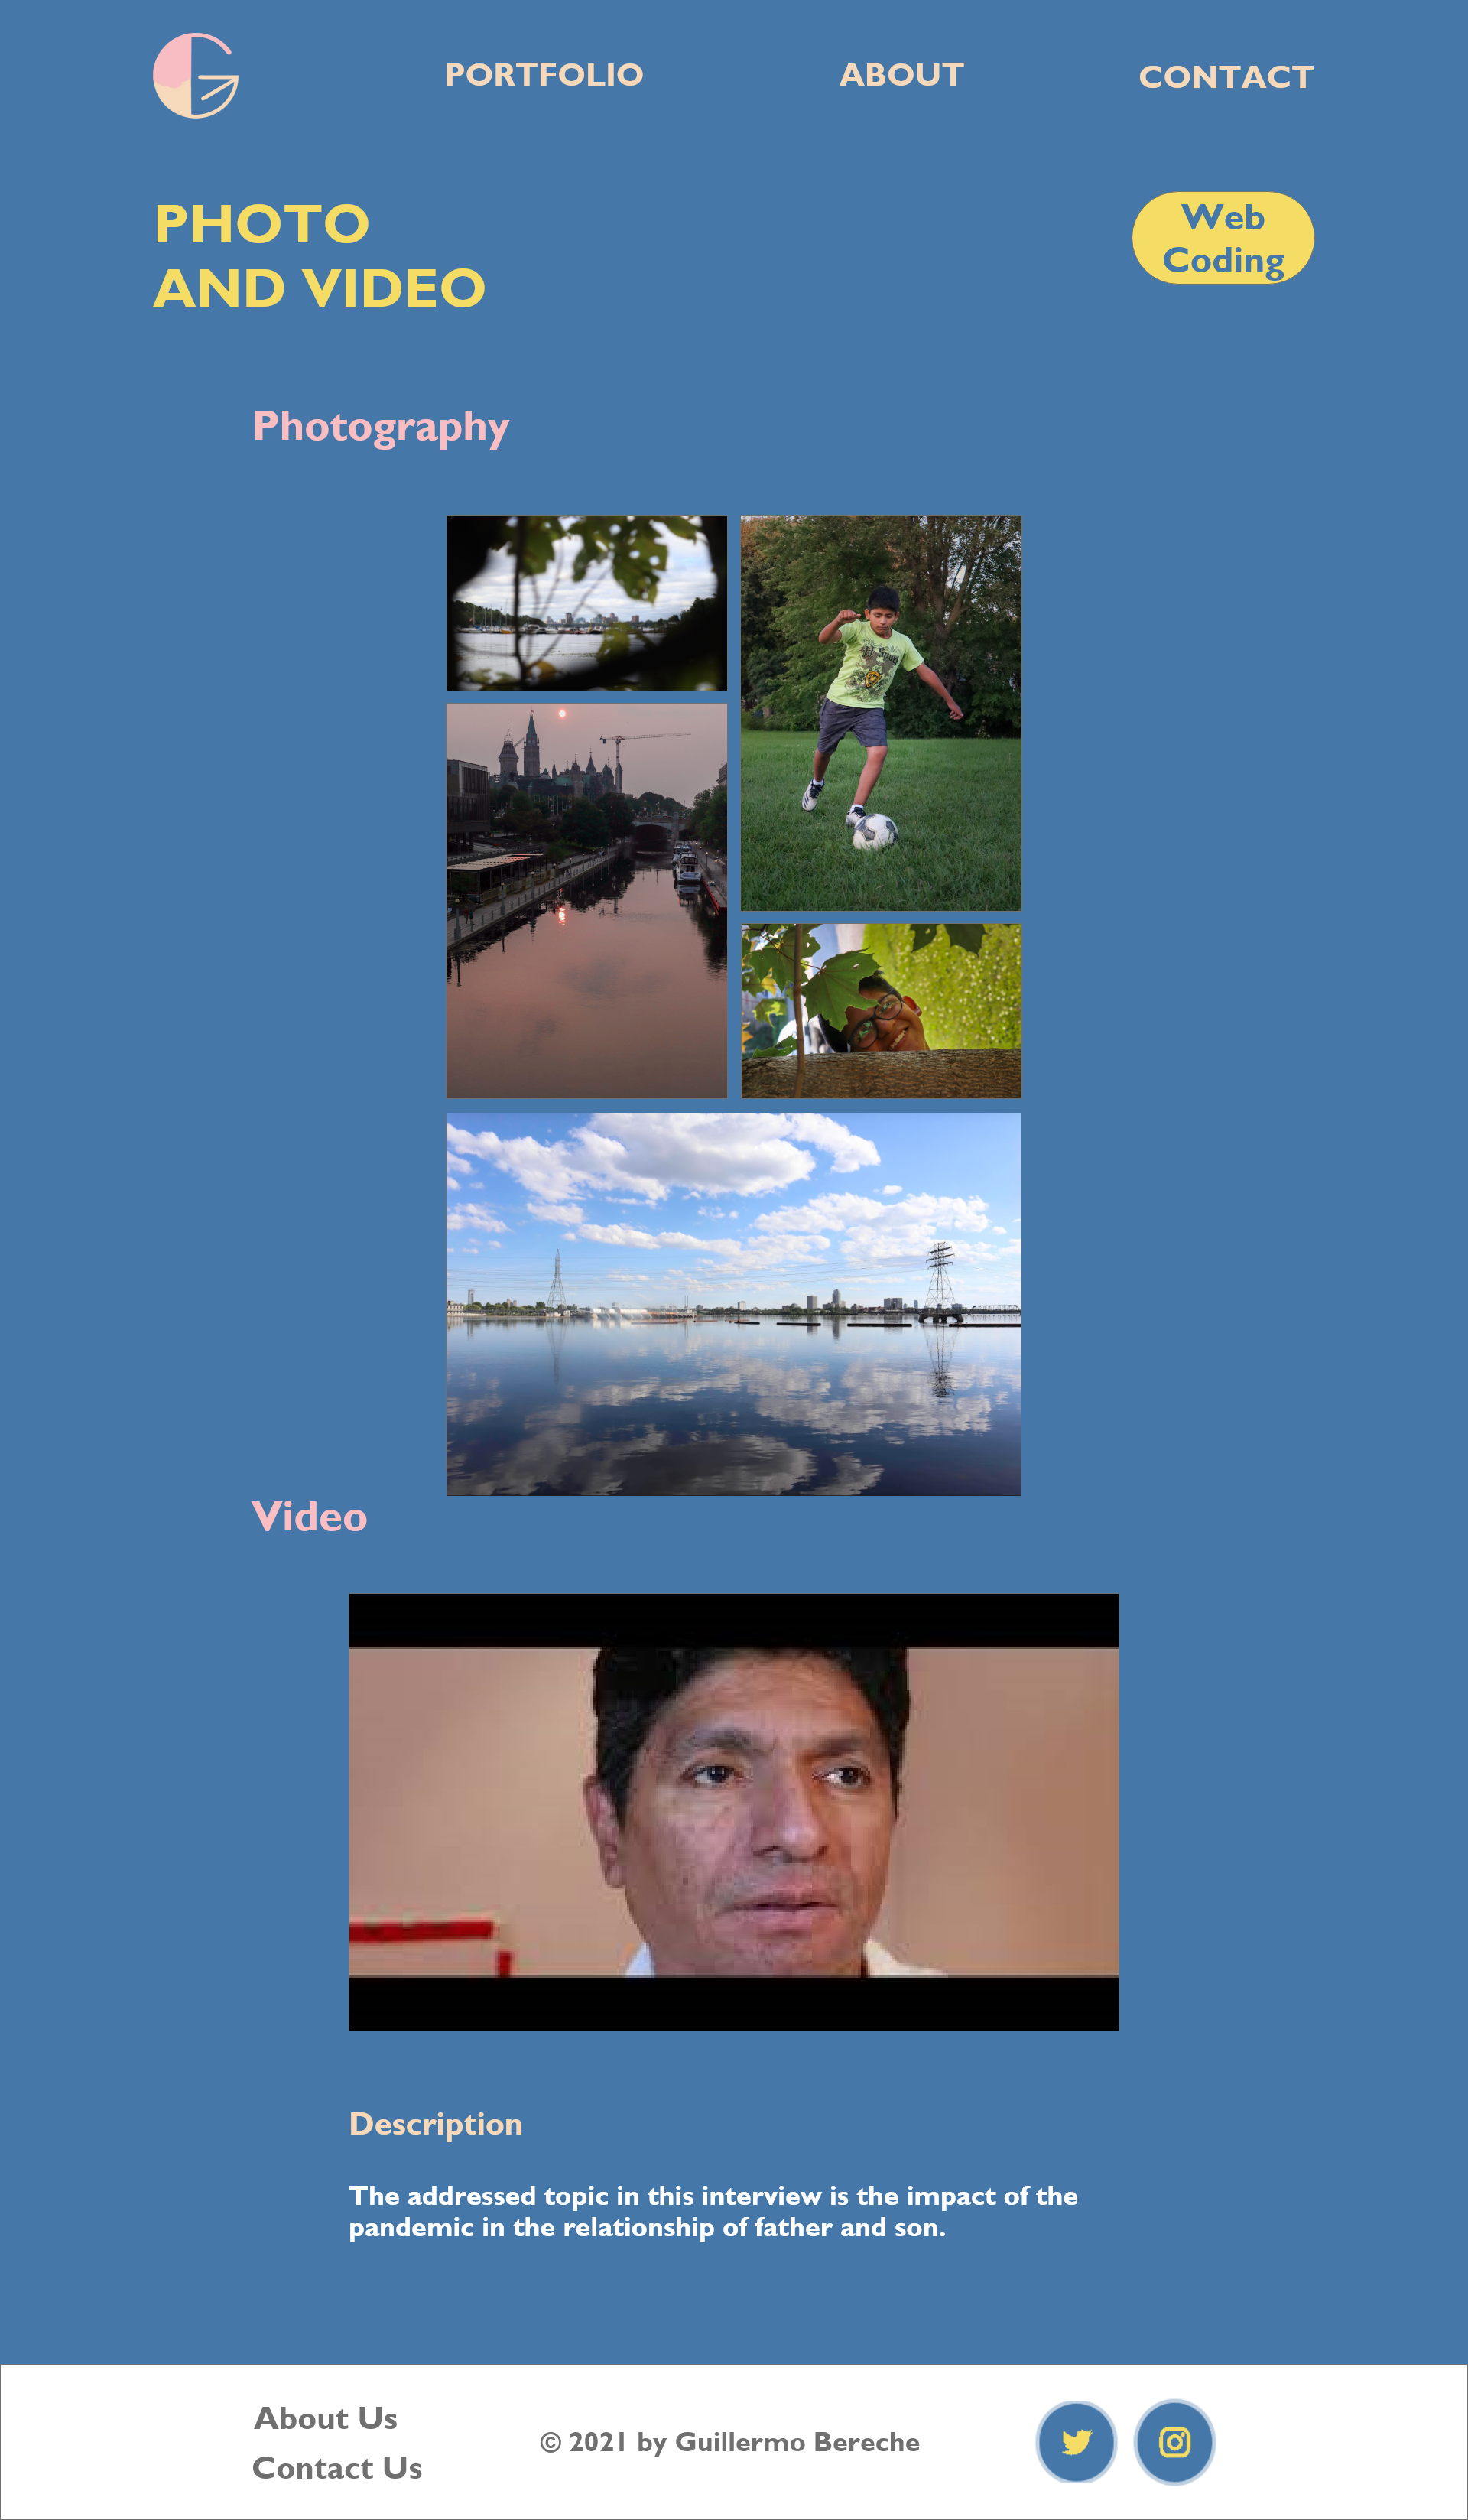 PORTFOLIO
ABOUT
CONTACT
PHOTO
AND VIDEO
Web
Coding
Photography
Video
Description
The addressed topic in this interview is the impact of the
pandemic in the relationship of father and son.
About Us
Contact Us
© 2021 by Guillermo Bereche